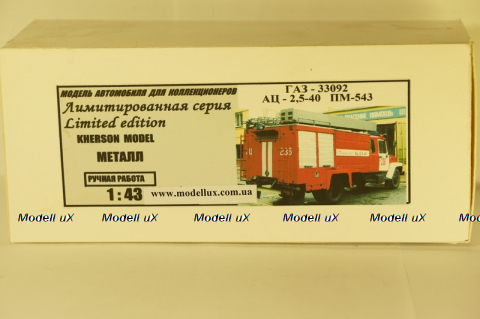 МОДЕЛЬ АВТОМОБИЛЯ ДЛЯ КОЛЛЕКЦИОНЕРОВ
Лимитированная серия
Limited edition
KHERSON MODEL
МЕТАЛЛ
РУЧНАЯ РАБОТА
1:43 www.modellux.com.ua
ГАЗ - 33092
АЦ - 2,5-40 ПМ-543
235
Modell uX Modell uX Modell uX Modell uX Modell uX